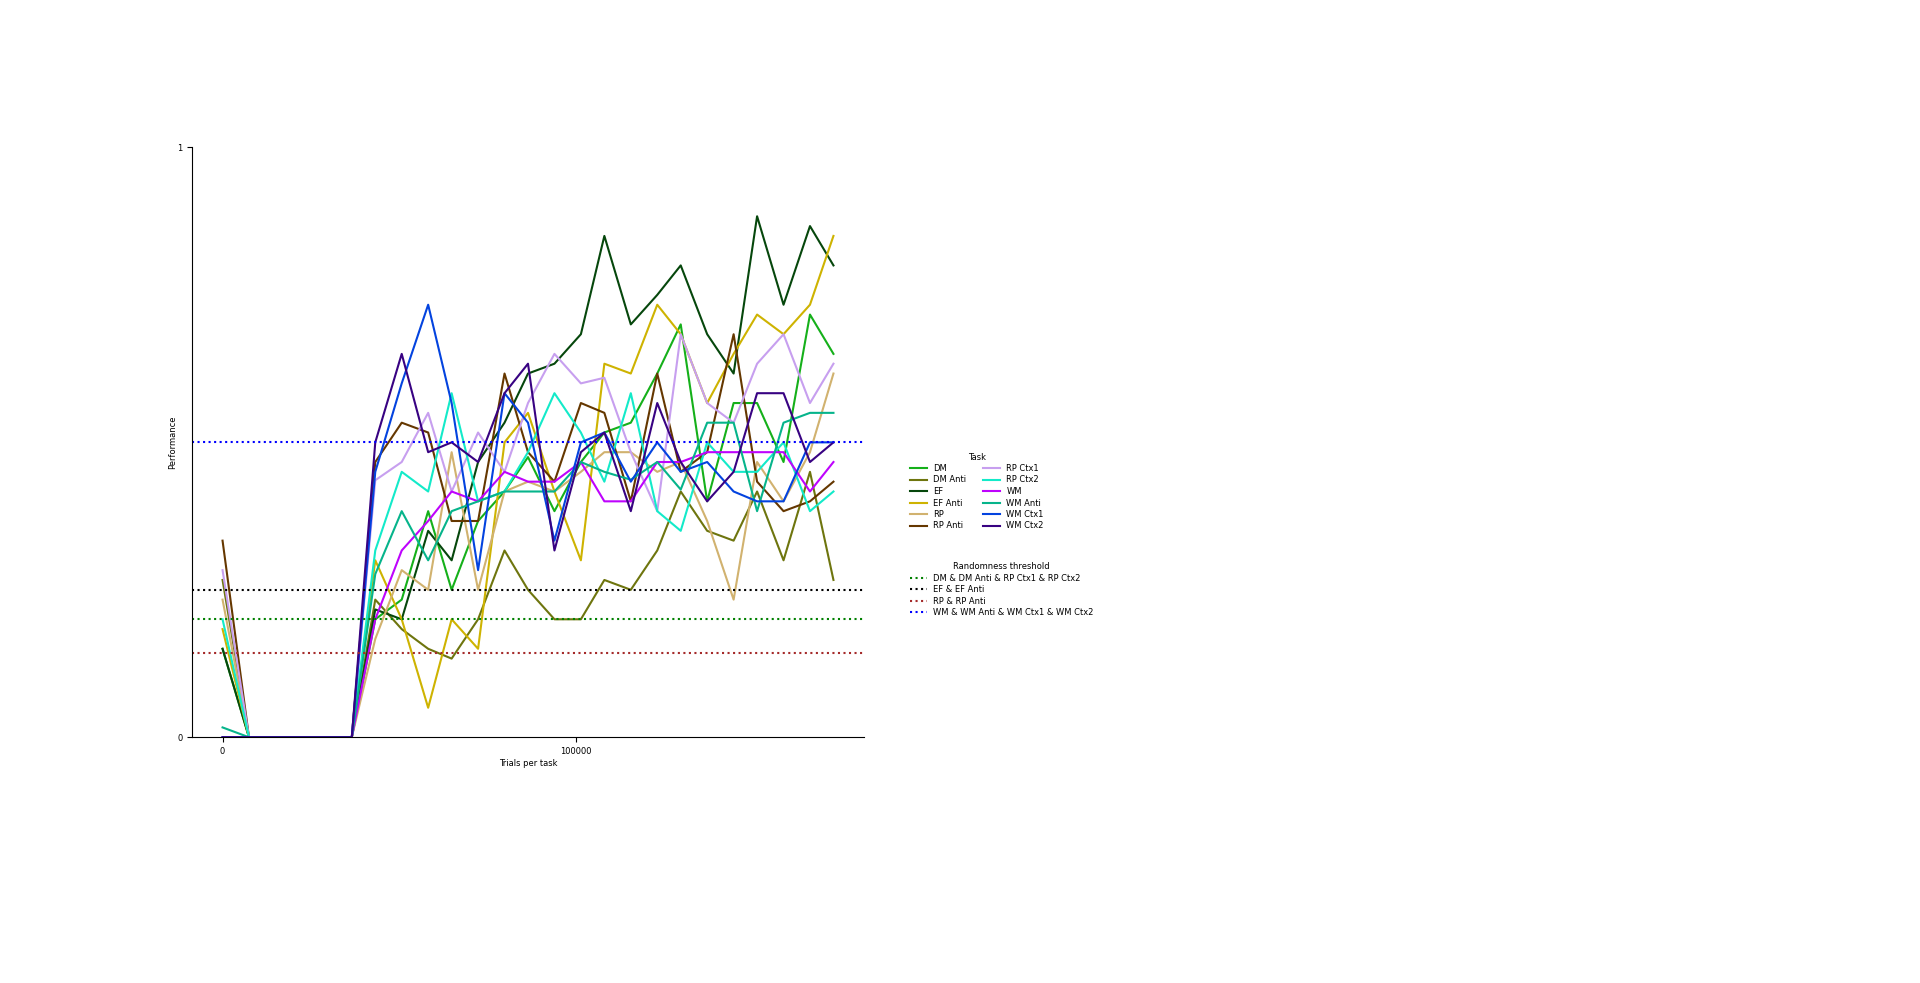 1
Performance
0
0
100000
Trials per task
Task
DM
DM Anti
EF
EF Anti
RP
RP Anti
RP Ctx1
RP Ctx2
WM
WM Anti
WM Ctx1
WM Ctx2
Randomness threshold
DM & DM Anti & RP Ctx1 & RP Ctx2
EF & EF Anti
RP & RP Anti
WM & WM Anti & WM Ctx1 & WM Ctx2